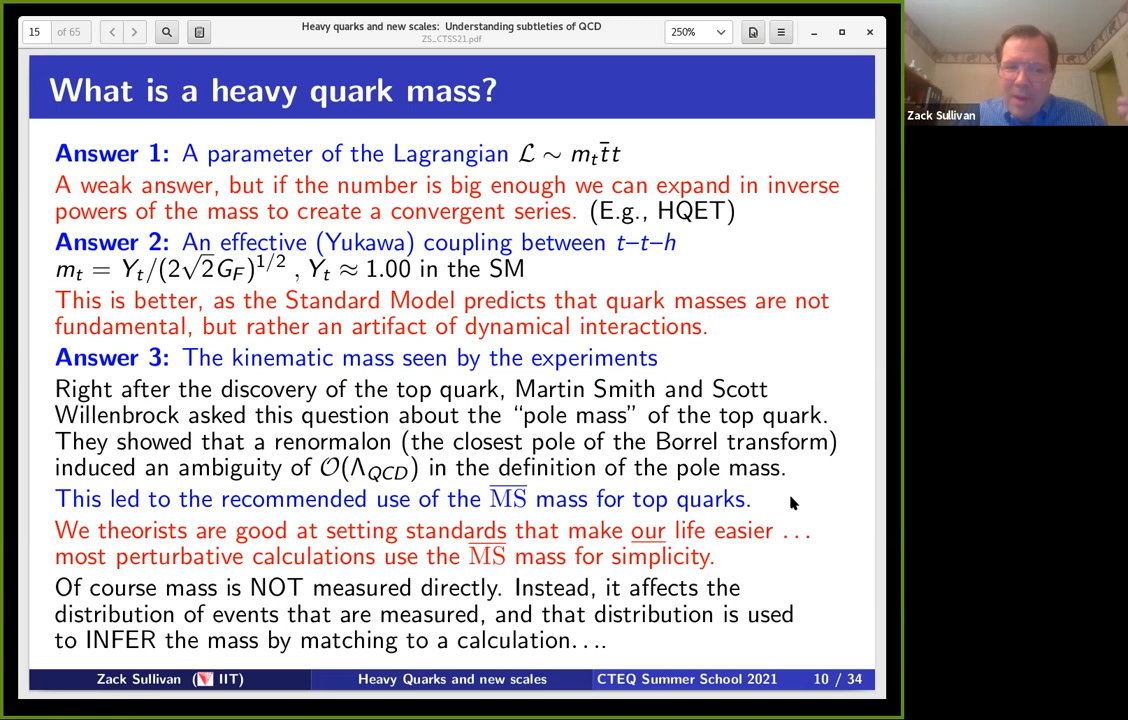 15 of 65
Heavy quarks and new scales: Understanding subtleties of QCD
ZS_CTSS21.pdf
250%
What is a heavy quark mass?
Answer 1: A parameter of the Lagrangian ℒ ∼ mₜt̄t
A weak answer, but if the number is big enough we can expand in inverse
powers of the mass to create a convergent series. (E.g., HQET)
Answer 2: An effective (Yukawa) coupling between t–t–h
mₜ = Yₜ/(2√2G_F)^{1/2} , Yₜ ≈ 1.00 in the SM
This is better, as the Standard Model predicts that quark masses are not
fundamental, but rather an artifact of dynamical interactions.
Answer 3: The kinematic mass seen by the experiments
Right after the discovery of the top quark, Martin Smith and Scott
Willenbrock asked this question about the “pole mass” of the top quark.
They showed that a renormalon (the closest pole of the Borrel transform)
induced an ambiguity of 𝒪(Λ_QCD) in the definition of the pole mass.
This led to the recommended use of the M̅S̅ mass for top quarks.
We theorists are good at setting standards that make our life easier ...
most perturbative calculations use the M̅S̅ mass for simplicity.
Of course mass is NOT measured directly. Instead, it affects the
distribution of events that are measured, and that distribution is used
to INFER the mass by matching to a calculation....
Zack Sullivan (IIT) Heavy Quarks and new scales CTEQ Summer School 2021 10 / 34
Zack Sullivan